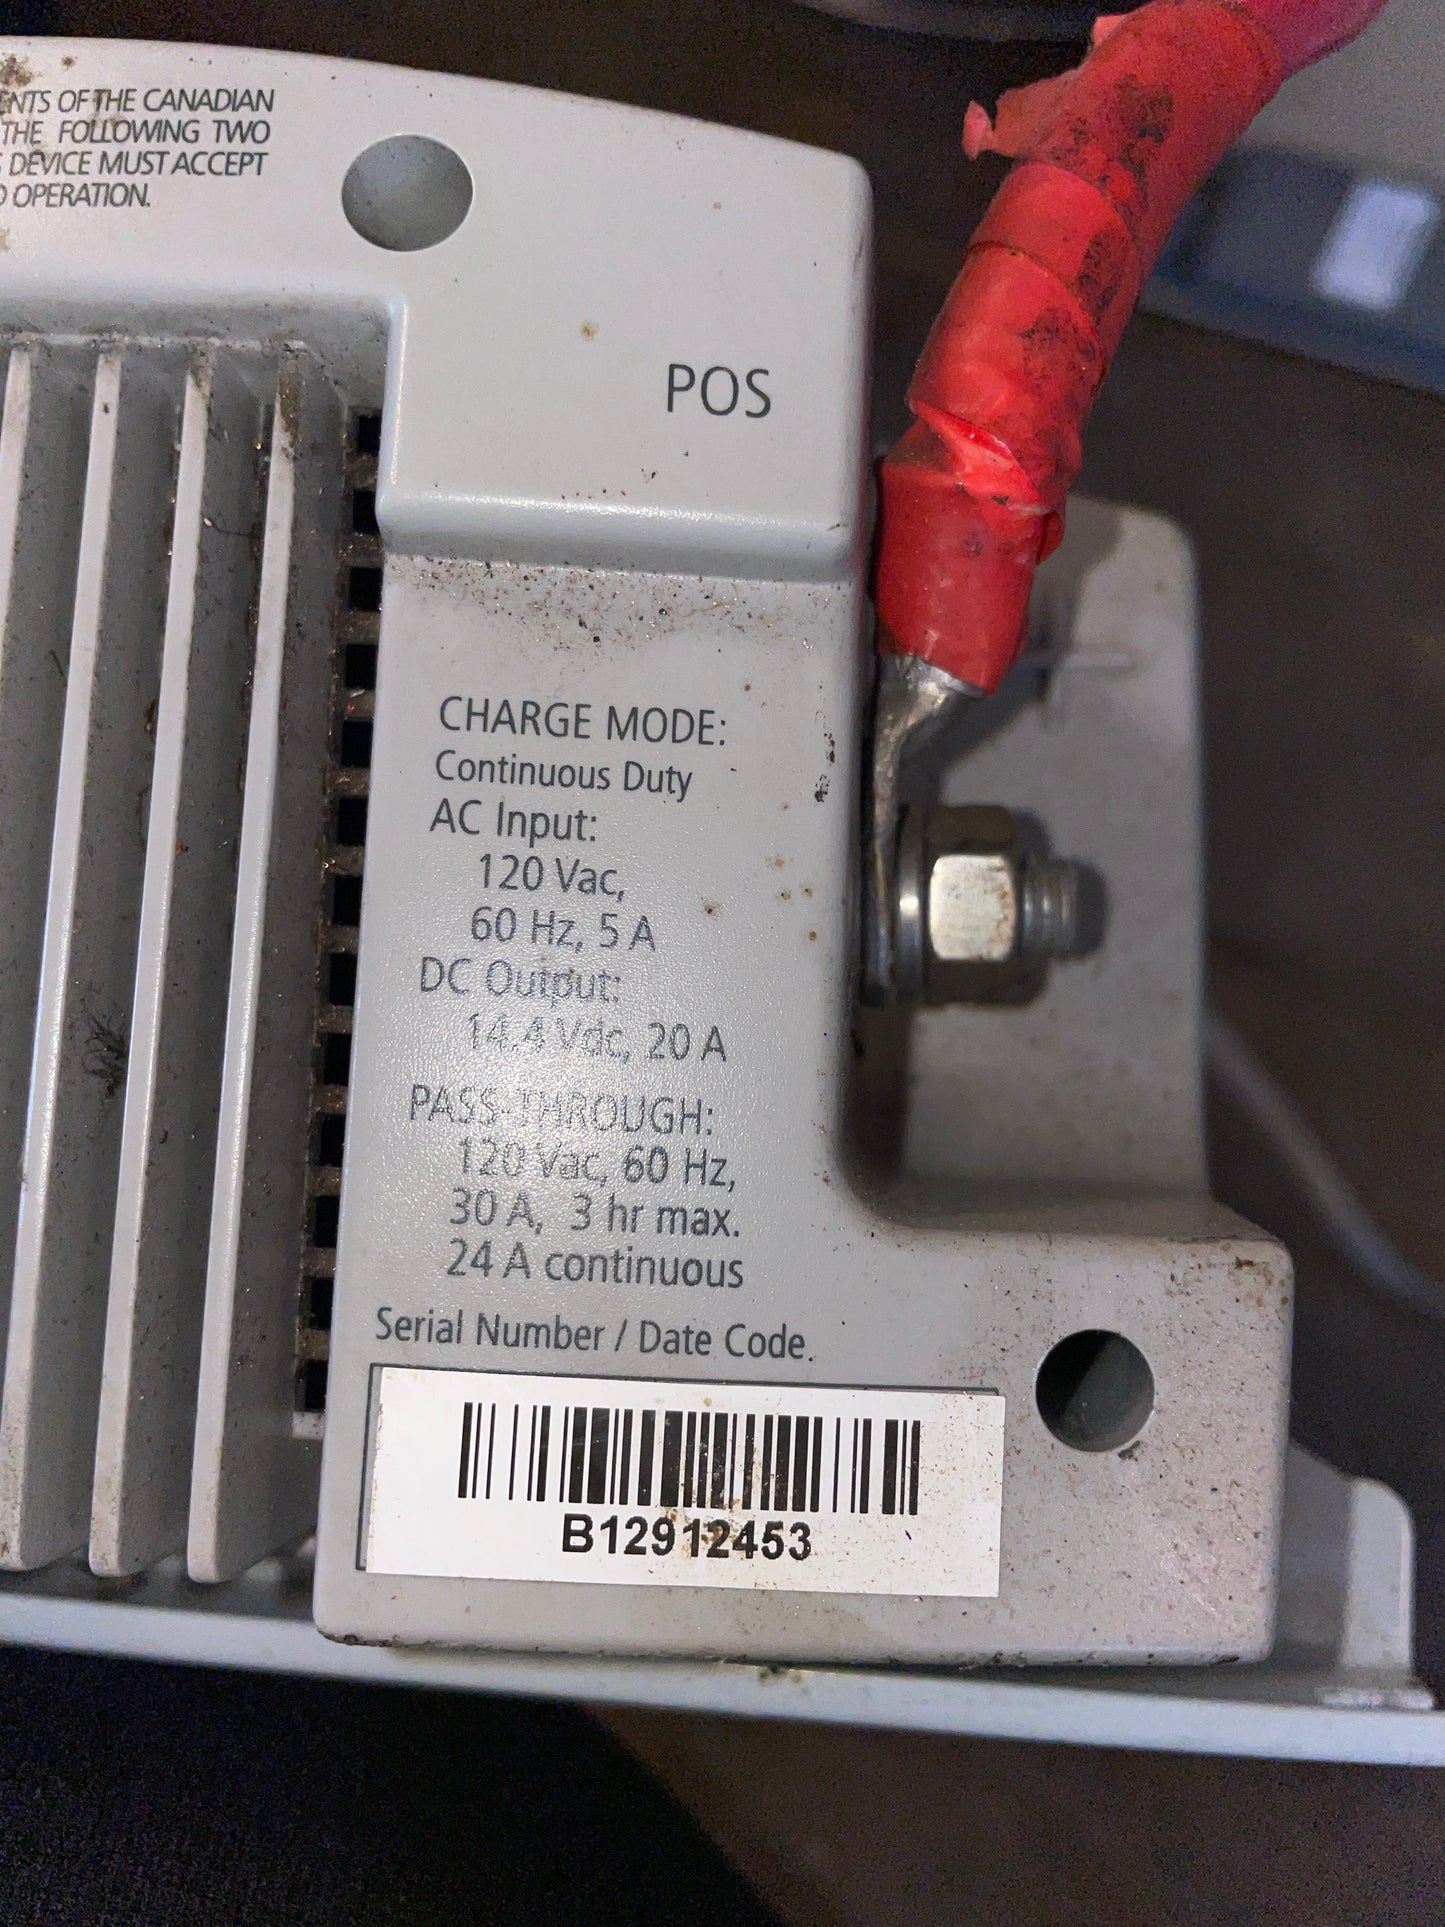 ENTS OF THE CANADIAN
THE FOLLOWING TWO
DEVICE MUST ACCEPT
OPERATION.
POS
CHARGE MODE:
Continuous Duty
AC Input:
120 Vac,
60 Hz, 5 A
DC Output:
14.4 Vdc, 20 A
PASS-THROUGH:
120 Vac, 60 Hz,
30 A, 3 hr max.
24 A continuous
Serial Number / Date Code.
B12912453